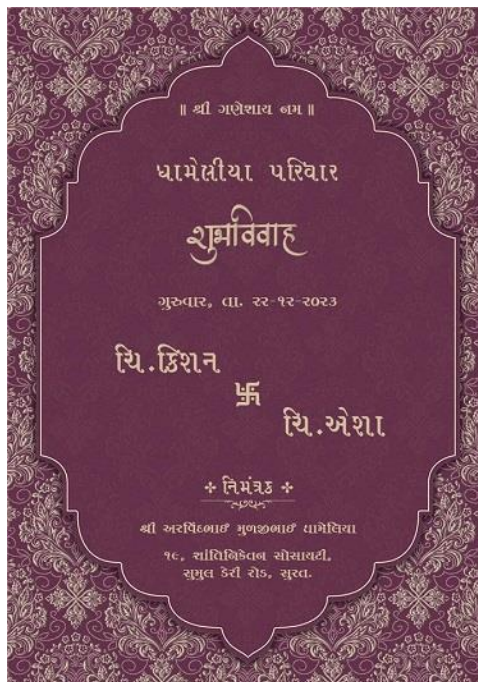 ॥ શ્રી ગણેશાય નમ ॥
ધામેલીયા પરિવાર
શુભવિવાહ
ગુરુવાર, તા. ૨૨-૧૨-૨૦૨૩
ચિ.કિશન
卐
ચિ.એશા
નિમંત્રક
શ્રી અરવિંદભાઈ મુળજીભાઈ ધામેલિયા
૧૯, શાંતિનિકેતન સોસાયટી,
સુમુલ ડેરી રોડ, સુરત.